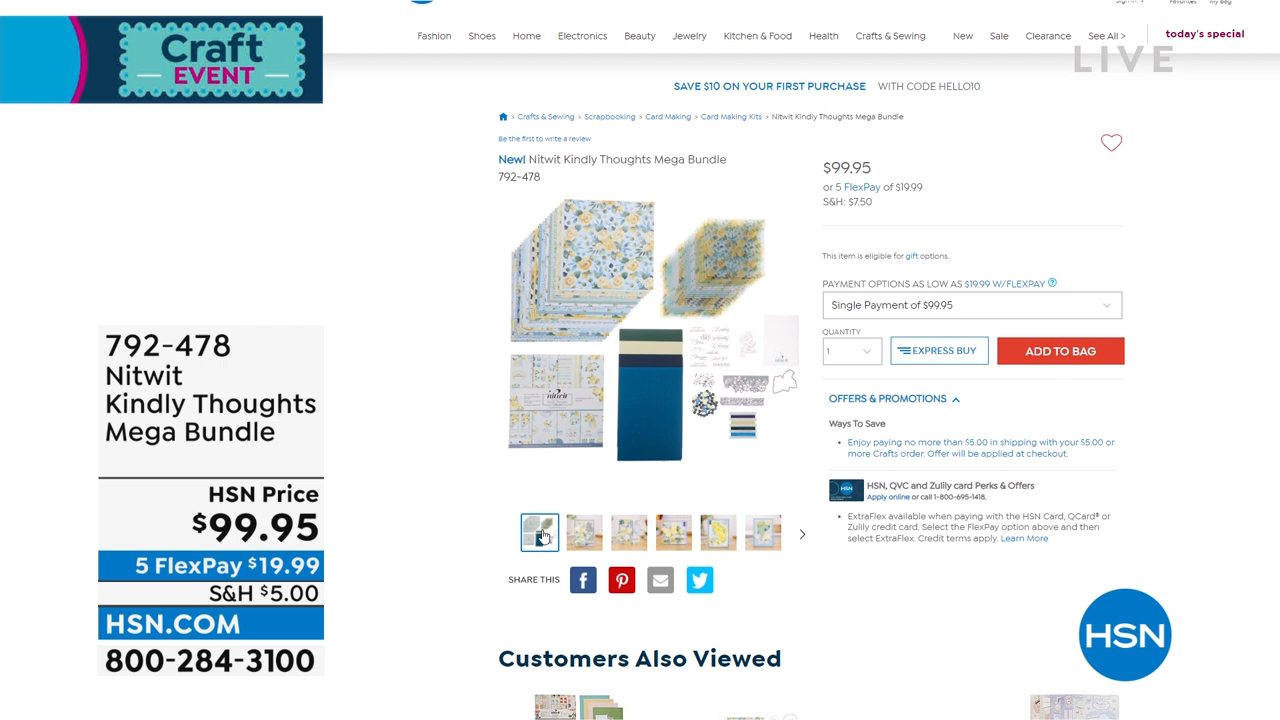 Craft
EVENT
Fashion Shoes Home Electronics Beauty Jewelry Kitchen & Food Health Crafts & Sewing New Sale Clearance See All > today's special
LIVE
SAVE $10 ON YOUR FIRST PURCHASE WITH CODE HELLO10
> Crafts & Sewing > Scrapbooking > Card Making > Card Making Kits > Nitwit Kindly Thoughts Mega Bundle
Be the first to write a review
New! Nitwit Kindly Thoughts Mega Bundle
792-478
$99.95
or 5 FlexPay of $19.99
S&H: $7.50
This item is eligible for gift options.
PAYMENT OPTIONS AS LOW AS $19.99 W/FLEXPAY ?
Single Payment of $99.95
QUANTITY
1
EXPRESS BUY
ADD TO BAG
OFFERS & PROMOTIONS
Ways To Save
• Enjoy paying no more than $5.00 in shipping with your $5.00 or
more Crafts order. Offer will be applied at checkout.
HSN
HSN, QVC and Zulily card Perks & Offers
Apply online or call 1-800-695-1418.
• ExtraFlex available when paying with the HSN Card, QCard® or
Zulily credit card. Select the FlexPay option above and then
select ExtraFlex. Credit terms apply. Learn More
nitwit
SHARE THIS
Customers Also Viewed
792-478
Nitwit
Kindly Thoughts
Mega Bundle
HSN Price
$99.95
5 FlexPay $19.99
S&H $5.00
HSN.COM
800-284-3100
HSN